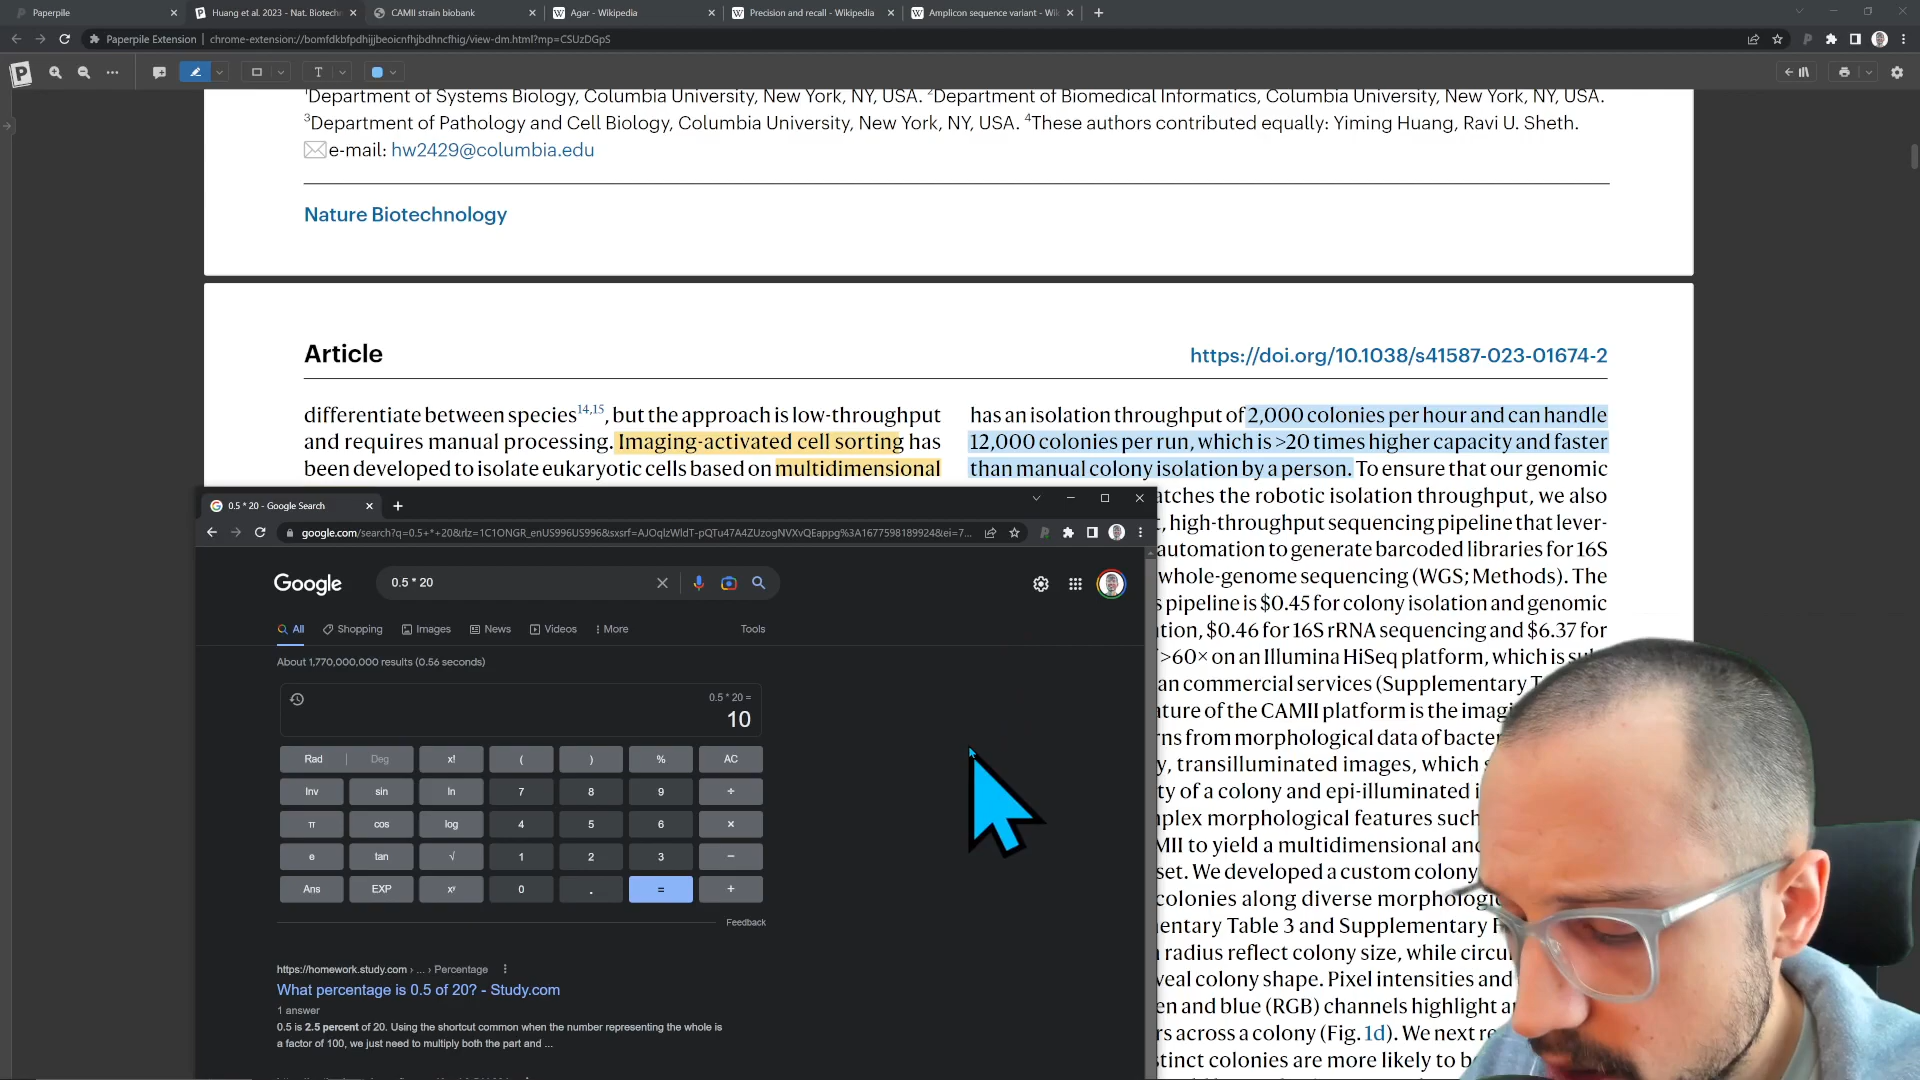 Paperpile
Huang et al. 2023 - Nat. Biotechn
CAMII strain biobank
Agar - Wikipedia
Precision and recall - Wikipedia
Amplicon sequence variant - Wi
Paperpile Extension
chrome-extension://bomfdkbfpdhijjbeoicnfhjbdhncfhig/view-dm.html?mp=CSUzDGpS
T
1Department of Systems Biology, Columbia University, New York, NY, USA. 2Department of Biomedical Informatics, Columbia University, New York, NY, USA.
3Department of Pathology and Cell Biology, Columbia University, New York, NY, USA. 4These authors contributed equally: Yiming Huang, Ravi U. Sheth.
e-mail: hw2429@columbia.edu
Nature Biotechnology
Article
https://doi.org/10.1038/s41587-023-01674-2
differentiate between species14,15, but the approach is low-throughput
and requires manual processing. Imaging-activated cell sorting has
been developed to isolate eukaryotic cells based on multidimensional
has an isolation throughput of 2,000 colonies per hour and can handle
12,000 colonies per run, which is >20 times higher capacity and faster
than manual colony isolation by a person. To ensure that our genomic
atches the robotic isolation throughput, we also
, high-throughput sequencing pipeline that lever-
automation to generate barcoded libraries for 16S
whole-genome sequencing (WGS; Methods). The
s pipeline is $0.45 for colony isolation and genomic
tion, $0.46 for 16S rRNA sequencing and $6.37 for
>60× on an Illumina HiSeq platform, which is su
an commercial services (Supplementary T
ature of the CAMII platform is the imag
rns from morphological data of bacte
y, transilluminated images, which
ty of a colony and epi-illuminated i
plex morphological features such
MII to yield a multidimensional and
set. We developed a custom colony
colonies along diverse morphologi
entary Table 3 and Supplementary F
radius reflect colony size, while circu
veal colony shape. Pixel intensities and
en and blue (RGB) channels highlight a
rs across a colony (Fig. 1d). We next re
stinct colonies are more likely to b
0.5 * 20 - Google Search
google.com/search?q=0.5+*+20&rlz=1C1ONGR_enUS996US996&sxsrf=AJOqlzWldT-pQTu47A4ZUzogNVXvQEappg%3A1677598189924&ei=7...
Google
0.5 * 20
All
Shopping
Images
News
Videos
More
Tools
About 1,770,000,000 results (0.56 seconds)
0.5 * 20 =
10
Rad | Deg x! ( ) % AC
Inv sin ln 7 8 9 ÷
π cos log 4 5 6 ×
e tan √ 1 2 3 −
Ans EXP xʸ 0 . = +
Feedback
https://homework.study.com › ... › Percentage
What percentage is 0.5 of 20? - Study.com
1 answer
0.5 is 2.5 percent of 20. Using the shortcut common when the number representing the whole is
a factor of 100, we just need to multiply both the part and ...